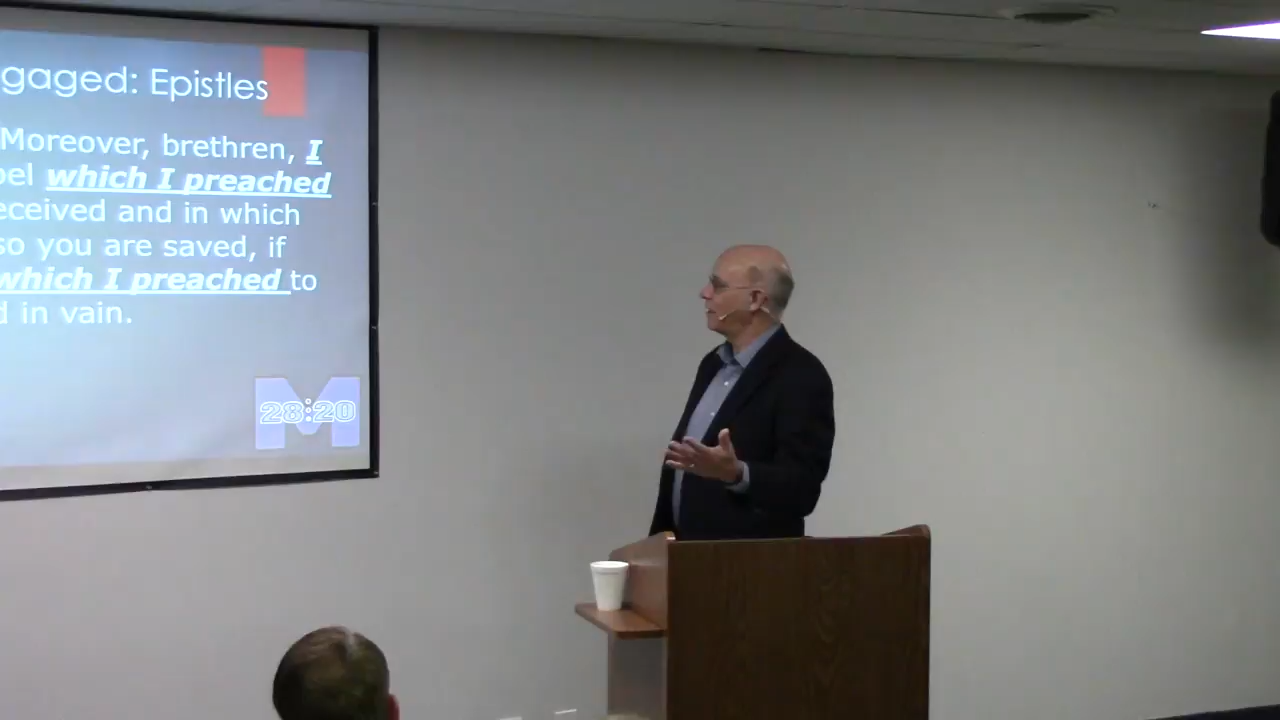 gaged: Epistles
Moreover, brethren, I
which I preached
eceived and in which
so you are saved, if
which I preached to
d in vain.
28:20
M